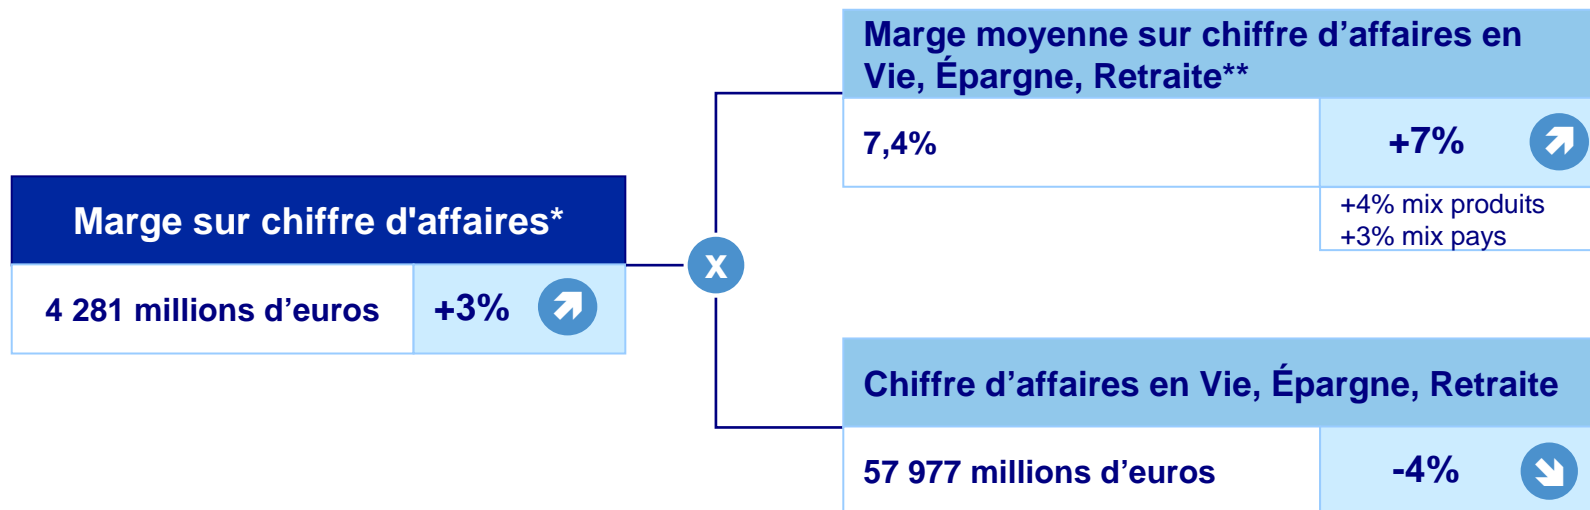 Marge moyenne sur chiffre d’affaires en
Vie, Épargne, Retraite**
7,4%
+7%
+4% mix produits
+3% mix pays
Marge sur chiffre d'affaires*
4 281 millions d’euros
+3%
x
Chiffre d’affaires en Vie, Épargne, Retraite
57 977 millions d’euros
-4%